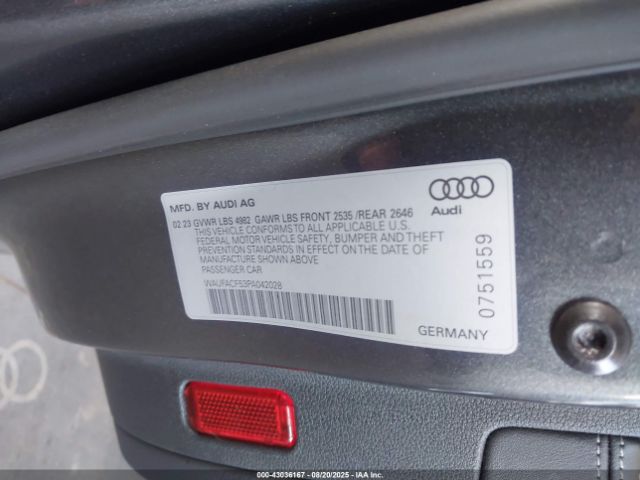 MFD. BY AUDI AG
02.23 GVWR LBS 4982 GAWR LBS FRONT 2535 /REAR 2646
THIS VEHICLE CONFORMS TO ALL APPLICABLE U.S.
FEDERAL MOTOR VEHICLE SAFETY, BUMPER AND THEFT
PREVENTION STANDARDS IN EFFECT ON THE DATE OF
MANUFACTURE SHOWN ABOVE
PASSENGER CAR
WAUFACF53PA042028
Audi
0751559
GERMANY
000-43036167 - 08/20/2025 - IAA Inc.